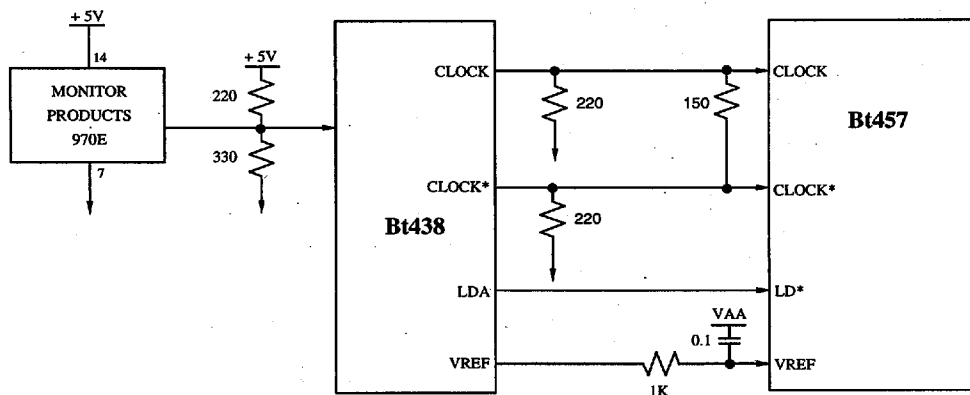 + 5V
14
MONITOR
PRODUCTS
970E
7
+ 5V
220
330
CLOCK
CLOCK*
Bt438
LDA
VREF
220
220
150
1K
VAA
0.1
CLOCK
Bt457
CLOCK*
LD*
VREF